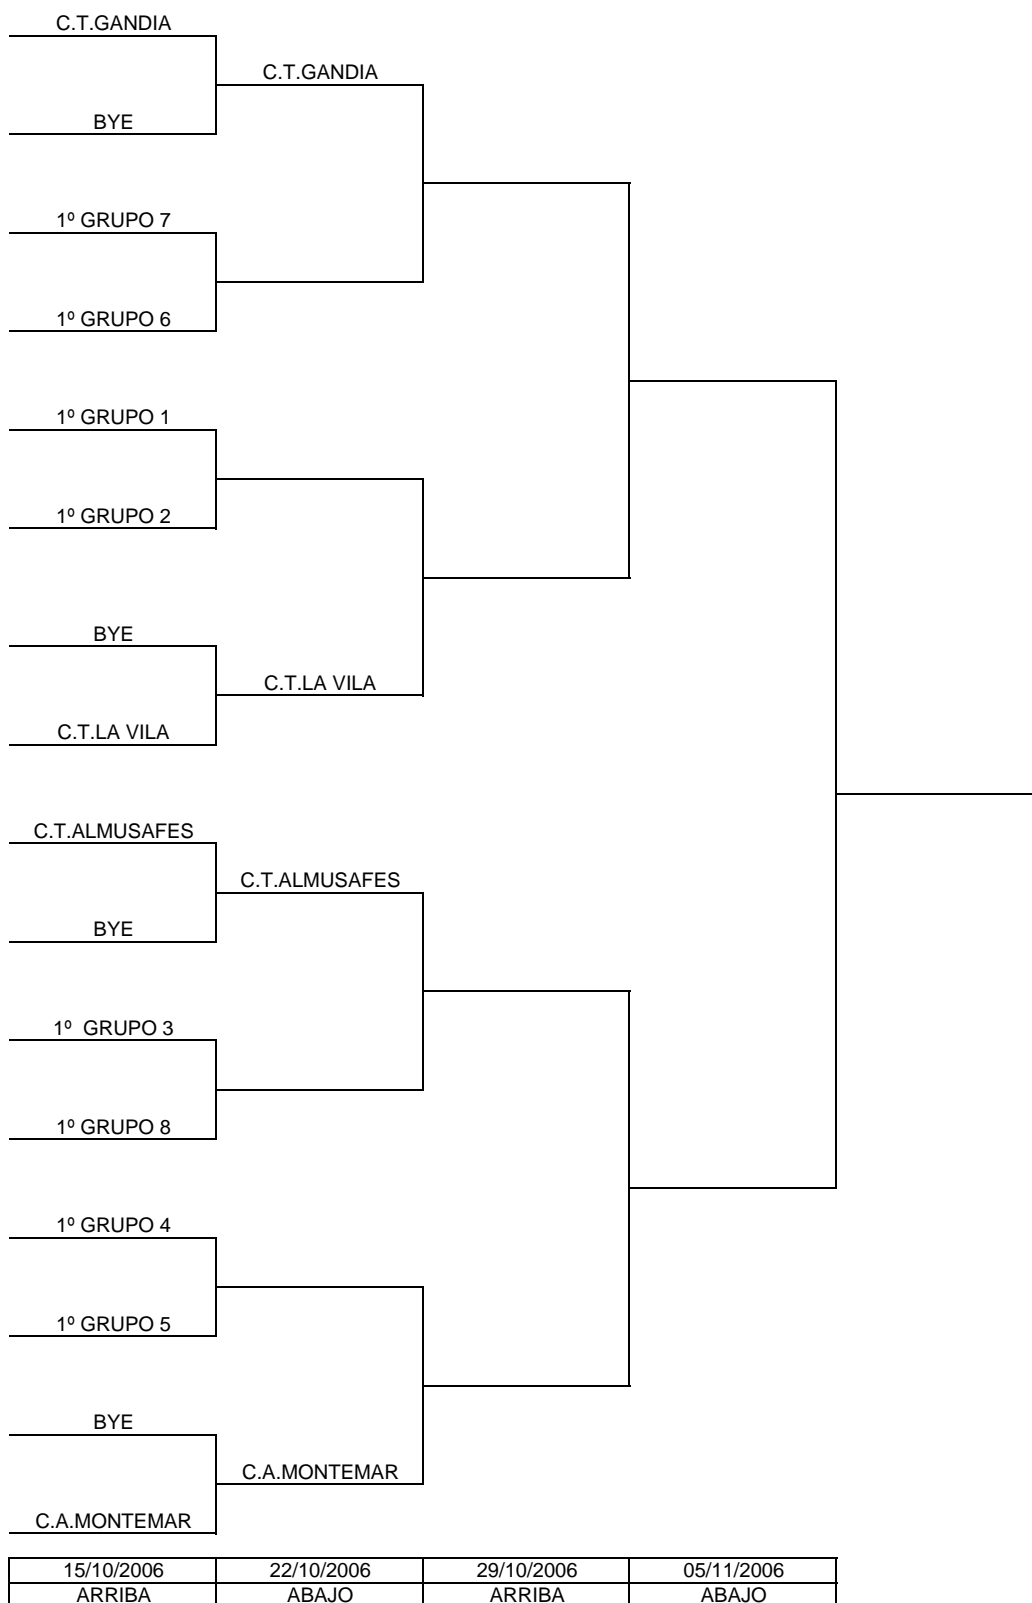 C.T.GANDIA
C.T.GANDIA
BYE
1º GRUPO 7
1º GRUPO 6
1º GRUPO 1
1º GRUPO 2
BYE
C.T.LA VILA
C.T.LA VILA
C.T.ALMUSAFES
C.T.ALMUSAFES
BYE
1º  GRUPO 3
1º GRUPO 8
1º GRUPO 4
1º GRUPO 5
BYE
C.A.MONTEMAR
C.A.MONTEMAR
15/10/2006 22/10/2006 29/10/2006 05/11/2006
ARRIBA ABAJO ARRIBA ABAJO